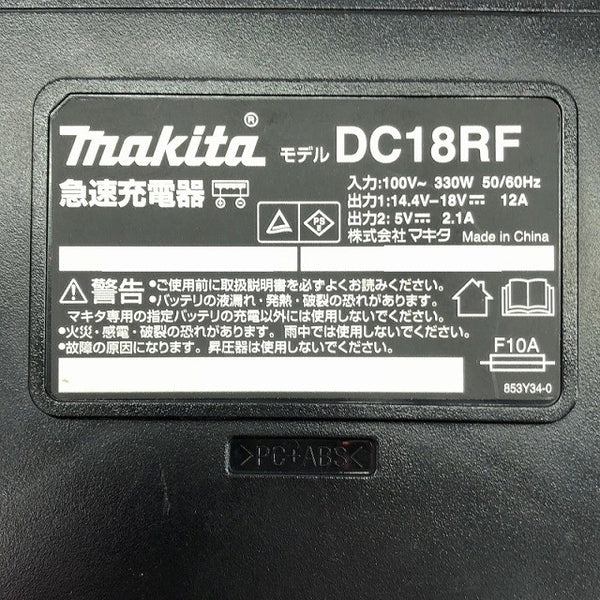 makita® モデル DC18RF
急速充電器
入力:100V~ 330W 50/60Hz
出力1:14.4V⎓18V⎓ 12A
出力2: 5V⎓ 2.1A
株式会社 マキタ Made in China
PS E
⚠警告 •ご使用前に取扱説明書を必ずよくお読みください。
•バッテリの液漏れ・発熱・破裂の恐れがあります。
マキタ専用の指定バッテリの充電以外には使用しないでください。
•火災・感電・破裂の恐れあり。雨中では使用しないでください。
•故障の原因になります。昇圧器は使用しないでください。
F10A
853Y34-0
>PC+ABS<